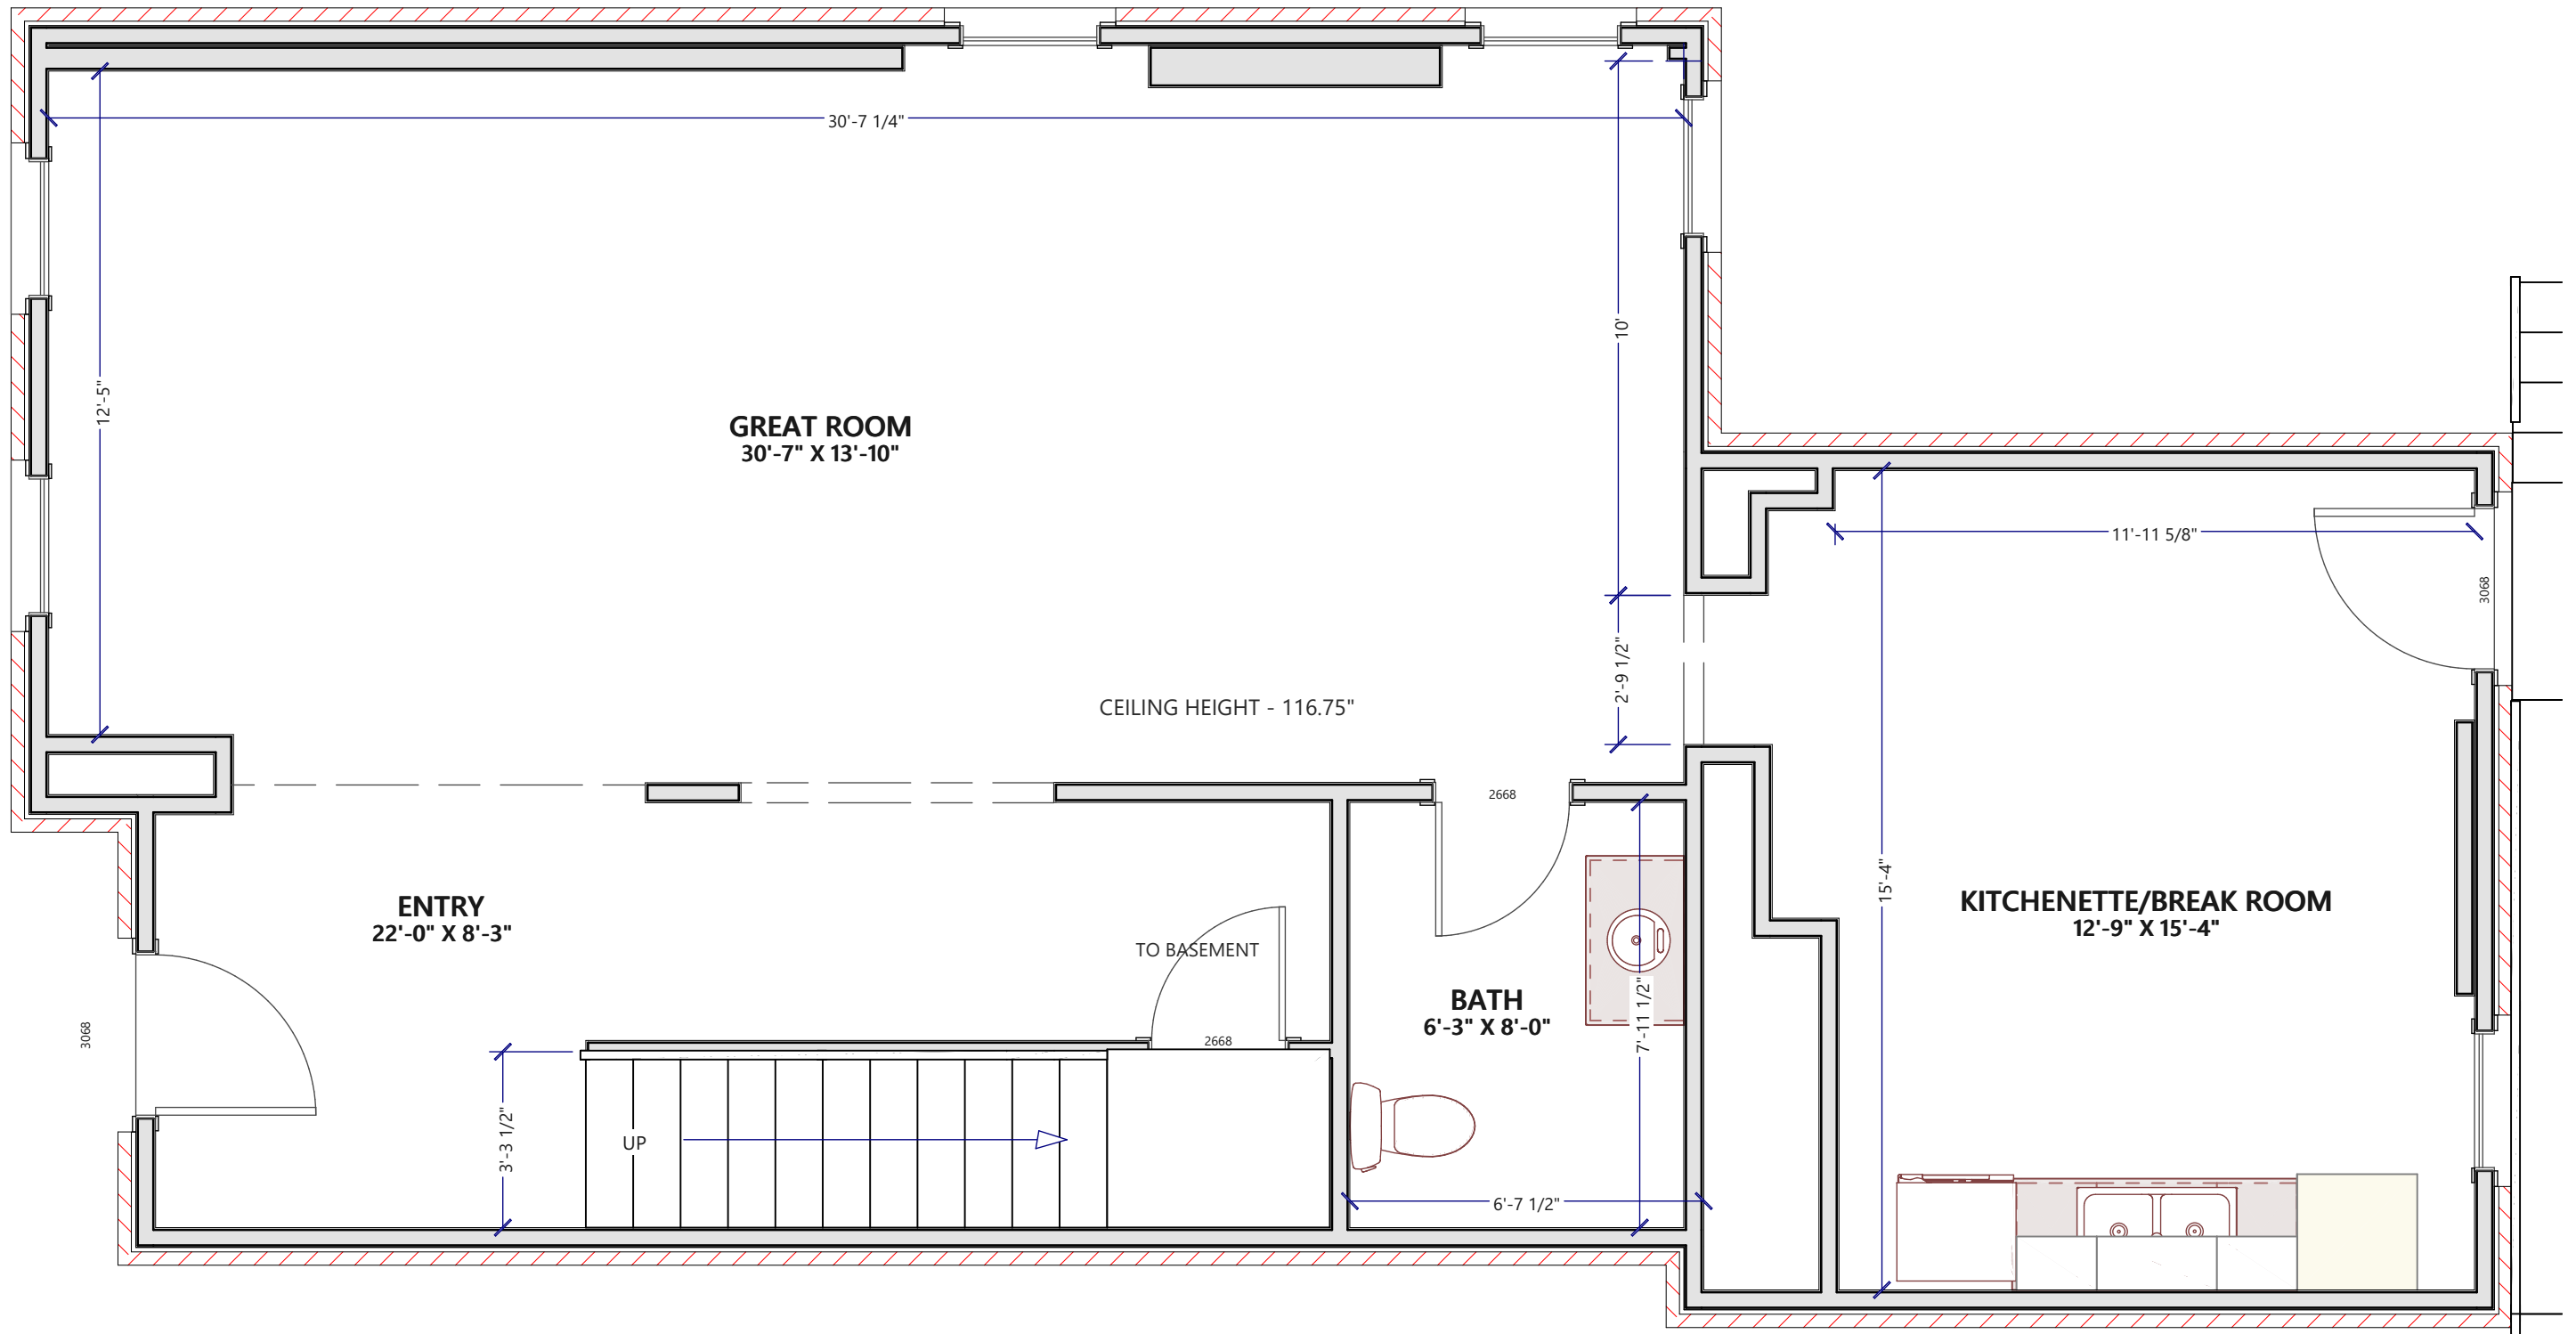 30'-7 1/4"
12'-5"
10'
GREAT ROOM
30'-7" X 13'-10"
11'-11 5/8"
3068
2'-9 1/2"
CEILING HEIGHT - 116.75"
2668
15'-4"
ENTRY
22'-0" X 8'-3"
KITCHENETTE/BREAK ROOM
12'-9" X 15'-4"
TO BASEMENT
BATH
6'-3" X 8'-0"
7'-11 1/2"
3068
2668
3'-3 1/2"
UP
6'-7 1/2"